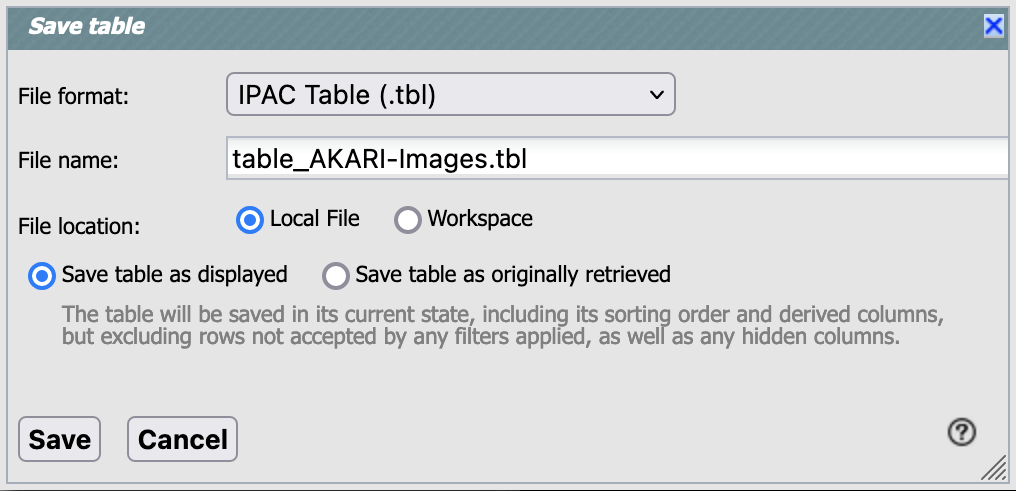 Save table
File format: IPAC Table (.tbl)
File name: table_AKARI-Images.tbl
File location: Local File Workspace
Save table as displayed Save table as originally retrieved
The table will be saved in its current state, including its sorting order and derived columns,
but excluding rows not accepted by any filters applied, as well as any hidden columns.
Save Cancel ?